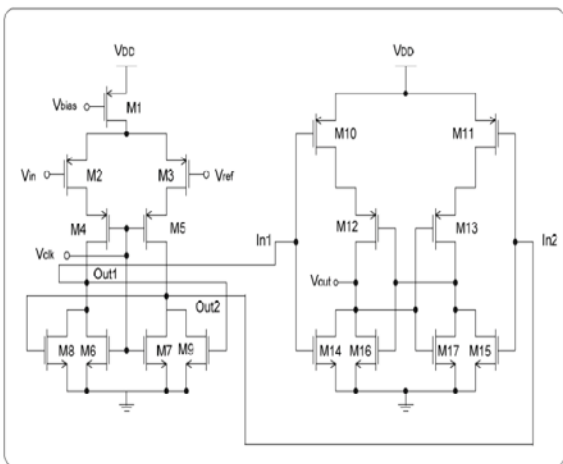 VDD
VDD
Vbias
M1
M10
M11
Vin
M2
M3
Vref
M4
M5
M12
M13
In1
In2
Vclk
Out1
Vout
Out2
M8
M6
M7
M9
M14
M16
M17
M15